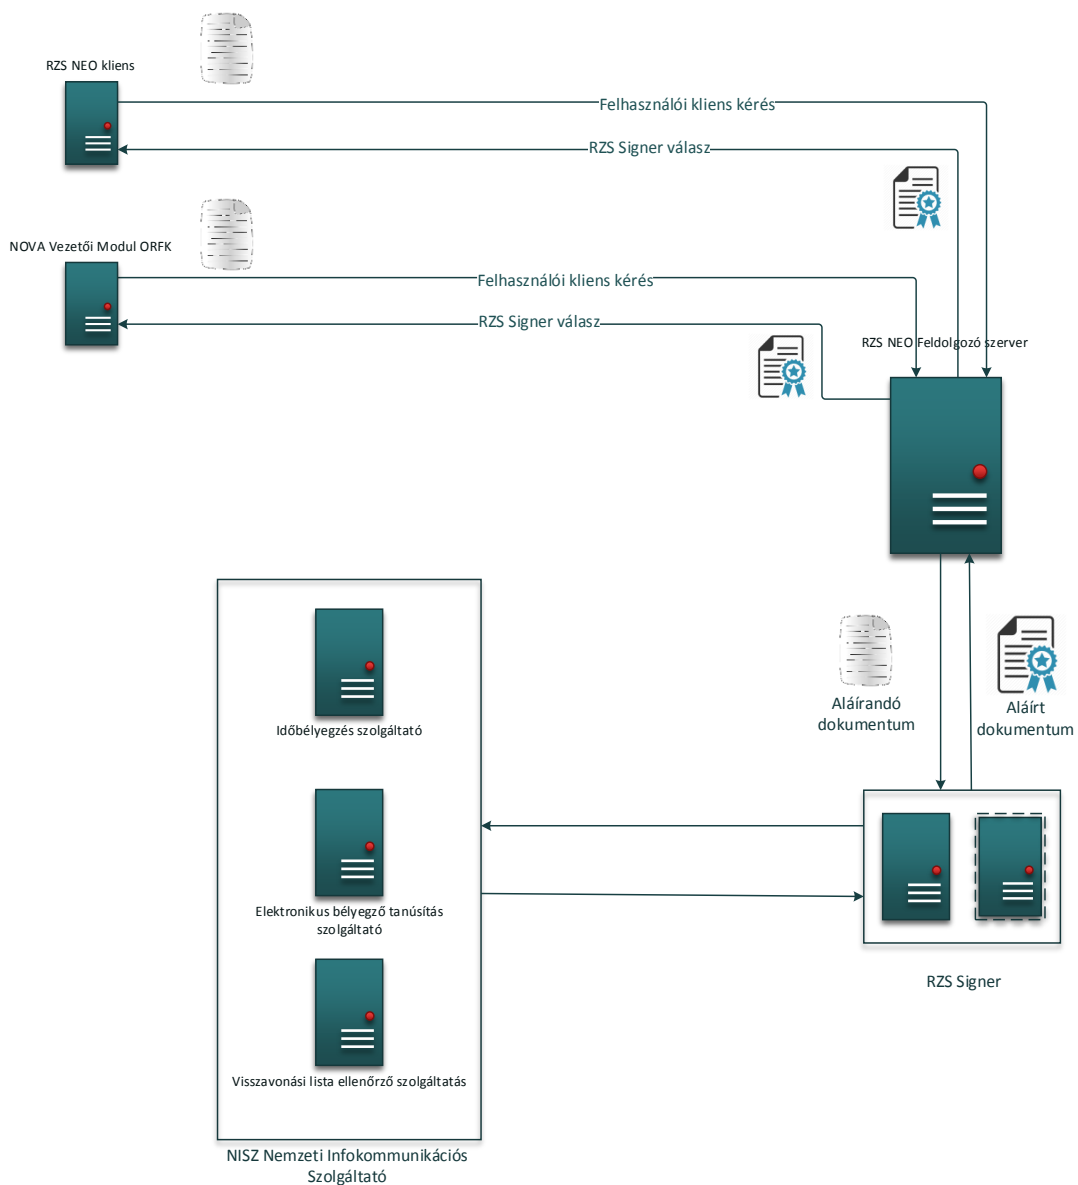 RZS NEO kliens
Felhasználói kliens kérés
RZS Signer válasz
NOVA Vezetői Modul ORFK
Felhasználói kliens kérés
RZS Signer válasz
RZS NEO Feldolgozó szerver
Aláírandó
dokumentum
Aláírt
dokumentum
Időbélyegzés szolgáltató
Elektronikus bélyegző tanúsítás
szolgáltató
Visszavonási lista ellenőrző szolgáltatás
RZS Signer
NISZ Nemzeti Infokommunikációs
Szolgáltató